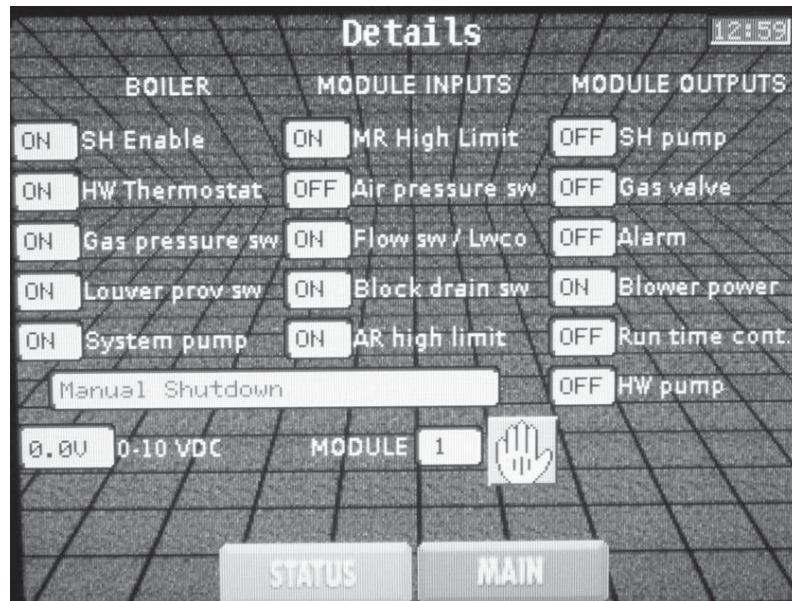 Details 12:59
BOILER MODULE INPUTS MODULE OUTPUTS
ON SH Enable ON MR High Limit OFF SH pump
ON HW Thermostat OFF Air pressure sw OFF Gas valve
ON Gas pressure sw ON Flow sw / Lwco OFF Alarm
ON Louver prov sw ON Block drain sw ON Blower power
ON System pump ON AR high limit OFF Run time cont.
Manual Shutdown OFF HW pump
0.0V 0-10 VDC MODULE 1
STATUS MAIN